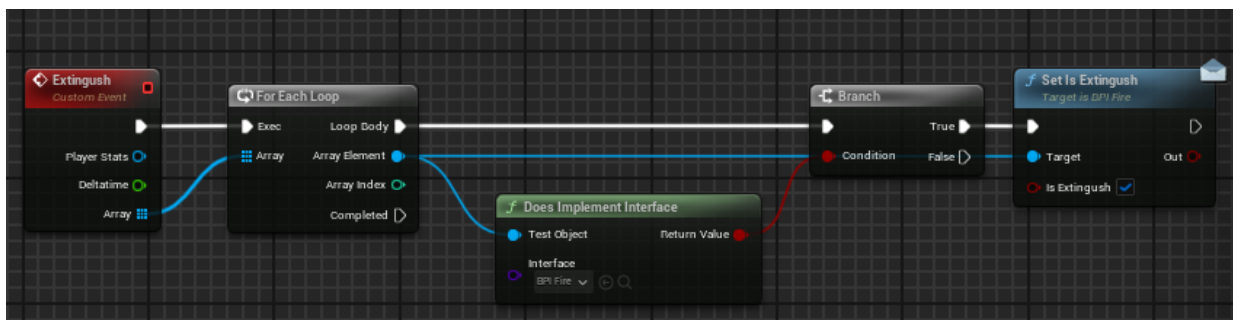 Extingush
Custom Event
Player Stats
Deltatime
Array
For Each Loop
Exec
Loop Body
Array
Array Element
Array Index
Completed
Does Implement Interface
Test Object
Return Value
Interface
BPI Fire
Branch
True
Condition
False
Set Is Extingush
Target is BPI Fire
Target
Out
Is Extingush